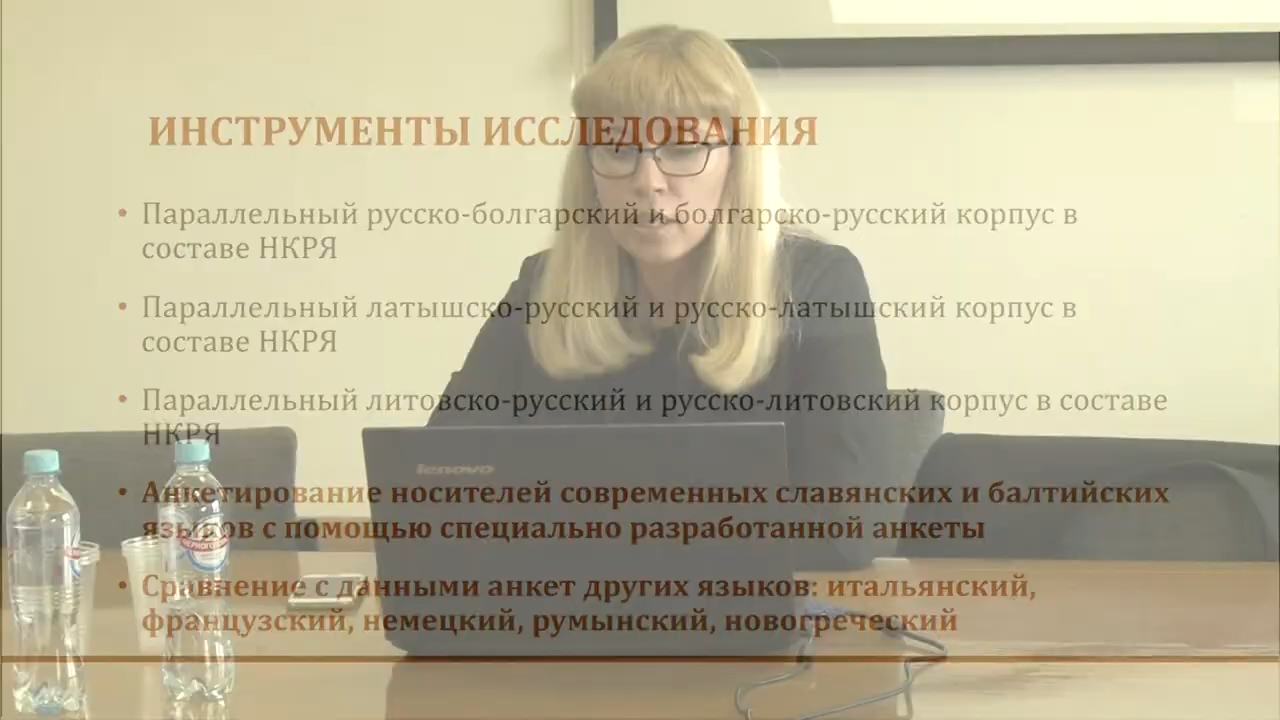 ИНСТРУМЕНТЫ ИССЛЕДОВАНИЯ
• Параллельный русско-болгарский и болгарско-русский корпус в
составе НКРЯ
• Параллельный латышско-русский и русско-латышский корпус в
составе НКРЯ
• Параллельный литовско-русский и русско-литовский корпус в составе
НКРЯ
lenovo
• Анкетирование носителей современных славянских и балтийских
языков с помощью специально разработанной анкеты
• Сравнение с данными анкет других языков: итальянский,
французский, немецкий, румынский, новогреческий